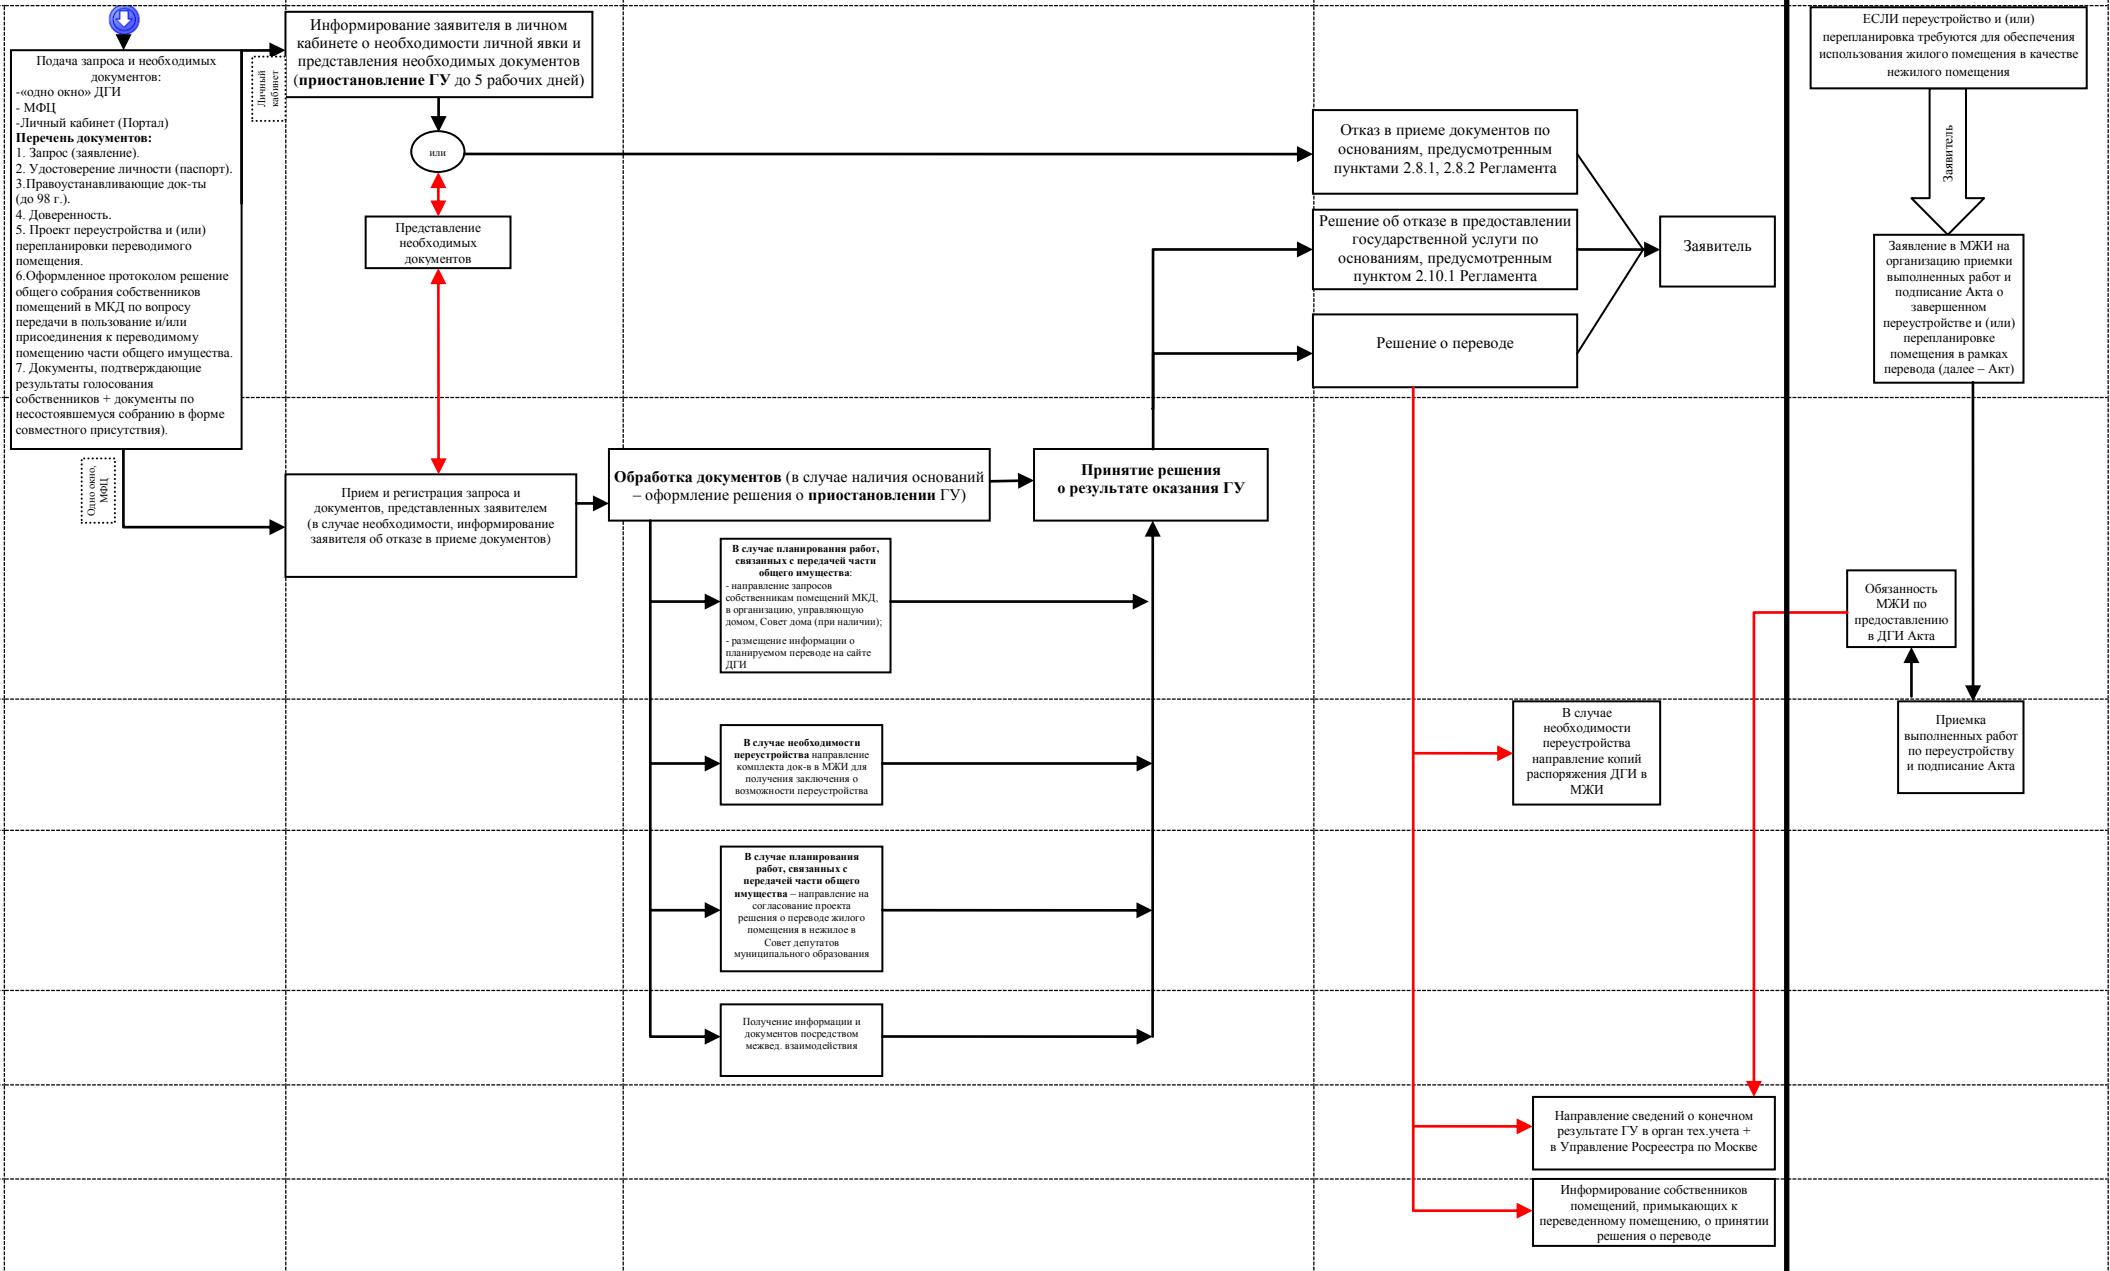 Подача запроса и необходимых
документов:
-«одно окно» ДГИ
- МФЦ
-Личный кабинет (Портал)
Перечень документов:
1. Запрос (заявление).
2. Удостоверение личности (паспорт).
3.Правоустанавливающие док-ты
(до 98 г.).
4. Доверенность.
5. Проект переустройства и (или)
перепланировки переводимого
помещения.
6.Оформленное протоколом решение
общего собрания собственников
помещений в МКД по вопросу
передачи в пользование и/или
присоединения к переводимому
помещению части общего имущества.
7. Документы, подтверждающие
результаты голосования
собственников + документы по
несостоявшемуся собранию в форме
совместного присутствия).
Личный
кабинет
Одно окно,
МФЦ
Информирование заявителя в личном
кабинете о необходимости личной явки и
представления необходимых документов
(приостановление ГУ до 5 рабочих дней)
или
Представление
необходимых
документов
Прием и регистрация запроса и
документов, представленных заявителем
(в случае необходимости, информирование
заявителя об отказе в приеме документов)
Обработка документов (в случае наличия оснований
– оформление решения о приостановлении ГУ)
В случае планирования работ,
связанных с передачей части
общего имущества:
- направление запросов
собственникам помещений МКД,
в организацию, управляющую
домом, Совет дома (при наличии);
- размещение информации о
планируемом переводе на сайте
ДГИ
В случае необходимости
переустройства направление
комплекта док-в в МЖИ для
получения заключения о
возможности переустройства
В случае планирования
работ, связанных с
передачей части общего
имущества – направление на
согласование проекта
решения о переводе жилого
помещения в нежилое в
Совет депутатов
муниципального образования
Получение информации и
документов посредством
межвед. взаимодействия
Принятие решения
о результате оказания ГУ
Отказ в приеме документов по
основаниям, предусмотренным
пунктами 2.8.1, 2.8.2 Регламента
Решение об отказе в предоставлении
государственной услуги по
основаниям, предусмотренным
пунктом 2.10.1 Регламента
Решение о переводе
Заявитель
В случае
необходимости
переустройства
направление копий
распоряжения ДГИ в
МЖИ
Направление сведений о конечном
результате ГУ в орган тех.учета +
в Управление Росреестра по Москве
Информирование собственников
помещений, примыкающих к
переведенному помещению, о принятии
решения о переводе
ЕСЛИ переустройство и (или)
перепланировка требуются для обеспечения
использования жилого помещения в качестве
нежилого помещения
Заявитель
Заявление в МЖИ на
организацию приемки
выполненных работ и
подписание Акта о
завершенном
переустройстве и (или)
перепланировке
помещения в рамках
перевода (далее – Акт)
Обязанность
МЖИ по
предоставлению
в ДГИ Акта
Приемка
выполненных работ
по переустройству
и подписание Акта